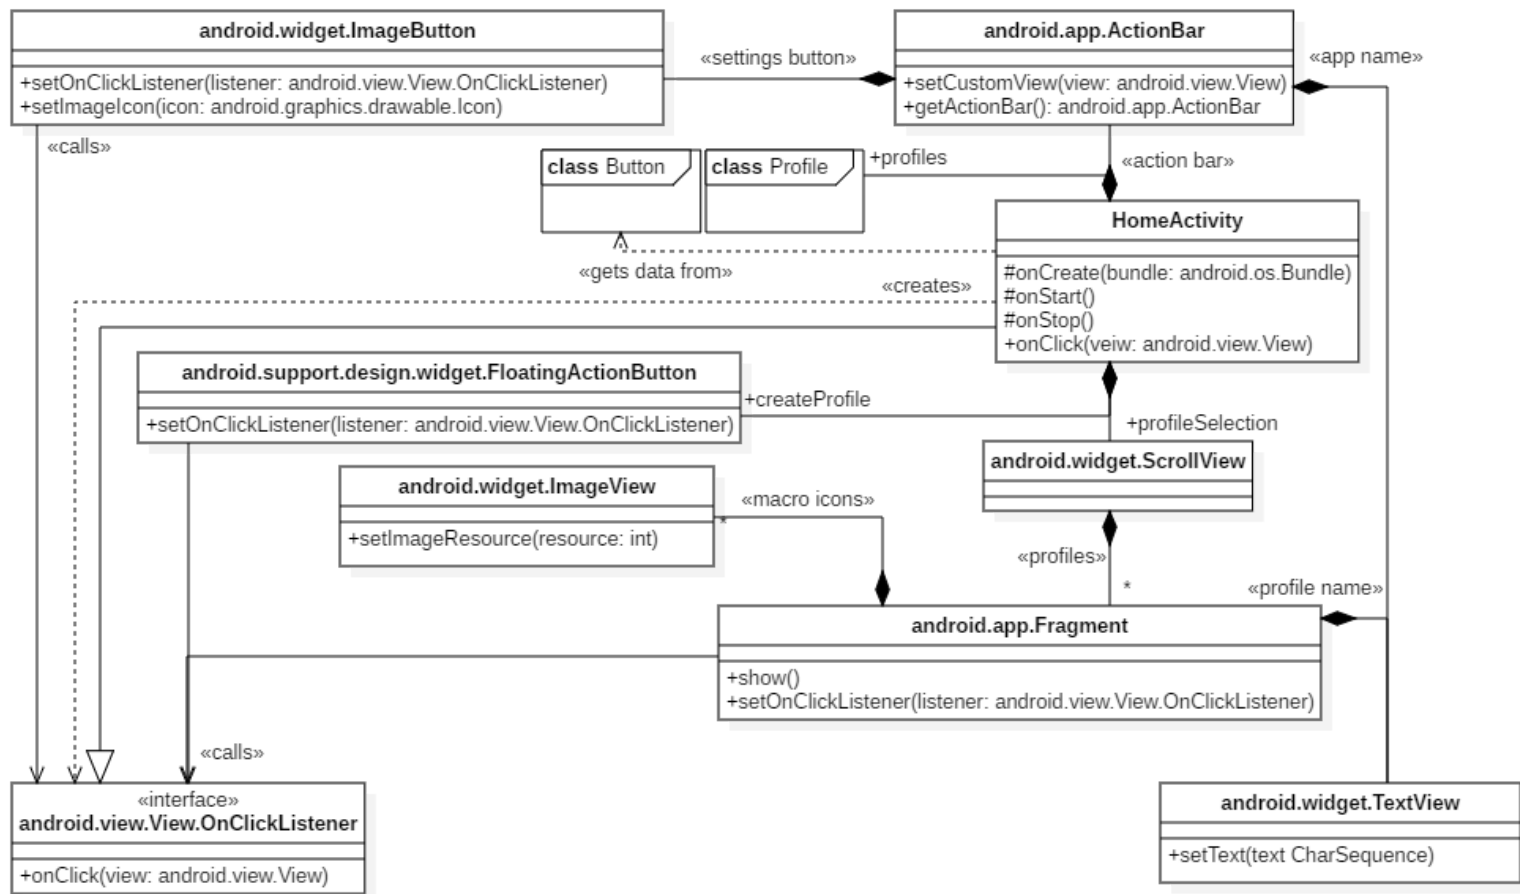 android.widget.ImageButton
+setOnClickListener(listener: android.view.View.OnClickListener)
+setImageIcon(icon: android.graphics.drawable.Icon)
«settings button»
android.app.ActionBar
+setCustomView(view: android.view.View)
+getActionBar(): android.app.ActionBar
«app name»
«calls»
class Button
class Profile
+profiles
«action bar»
HomeActivity
#onCreate(bundle: android.os.Bundle)
#onStart()
#onStop()
+onClick(veiw: android.view.View)
«gets data from»
«creates»
android.support.design.widget.FloatingActionButton
+setOnClickListener(listener: android.view.View.OnClickListener)
+createProfile
+profileSelection
android.widget.ScrollView
android.widget.ImageView
+setImageResource(resource: int)
«macro icons»
*
«profiles»
*
«profile name»
android.app.Fragment
+show()
+setOnClickListener(listener: android.view.View.OnClickListener)
«calls»
«interface»
android.view.View.OnClickListener
+onClick(view: android.view.View)
android.widget.TextView
+setText(text CharSequence)